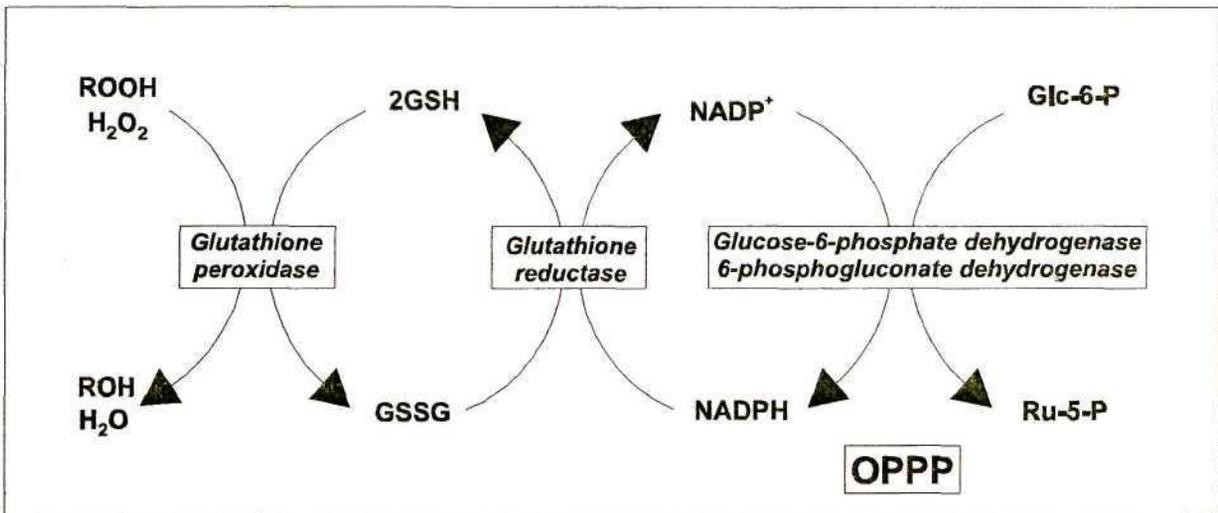 ROOH
H₂O₂
2GSH
NADP⁺
Glc-6-P
Glutathione
peroxidase
Glutathione
reductase
Glucose-6-phosphate dehydrogenase
6-phosphogluconate dehydrogenase
ROH
H₂O
GSSG
NADPH
Ru-5-P
OPPP